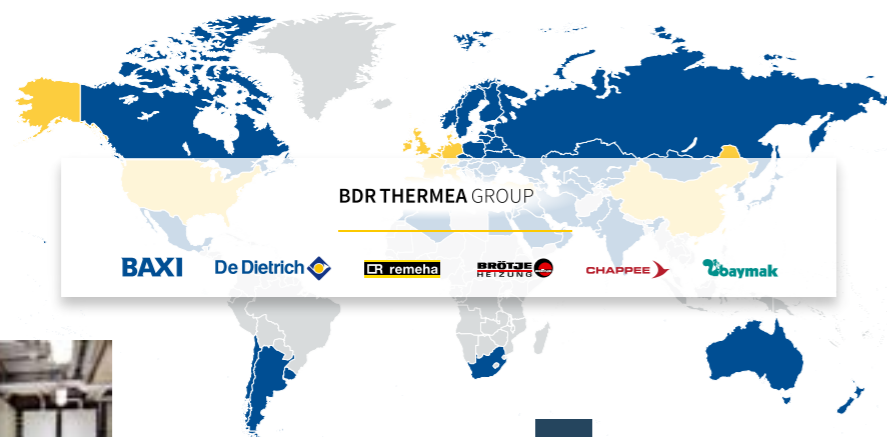 BDR THERMEA GROUP
BAXI De Dietrich remeha BRÖTJE CHAPPEE baymak
HEIZUNG